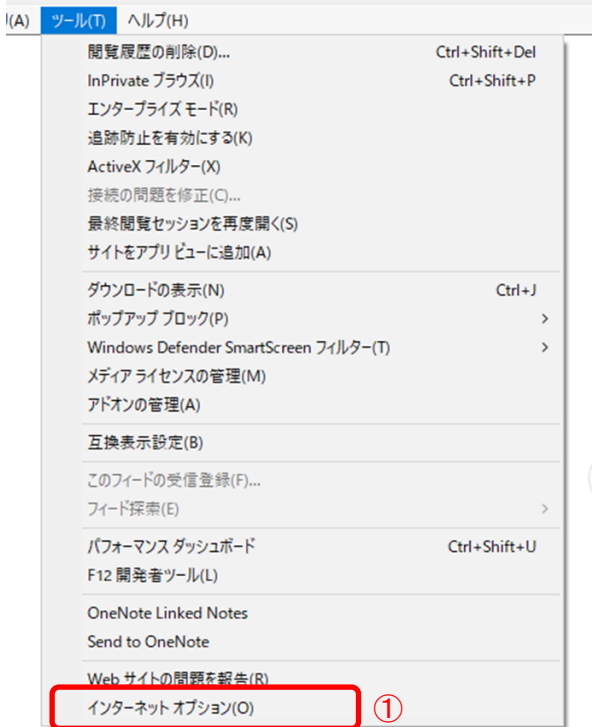 (A) ツール(T) ヘルプ(H)
閲覧履歴の削除(D)... Ctrl+Shift+Del
InPrivate ブラウズ(I) Ctrl+Shift+P
エンタープライズ モード(R)
追跡防止を有効にする(K)
ActiveX フィルター(X)
接続の問題を修正(C)...
最終閲覧セッションを再度開く(S)
サイトをアプリ ビューに追加(A)
ダウンロードの表示(N) Ctrl+J
ポップアップ ブロック(P)
Windows Defender SmartScreen フィルター(T)
メディア ライセンスの管理(M)
アドオンの管理(A)
互換表示設定(B)
このフィードの受信登録(F)...
フィード探索(E)
パフォーマンス ダッシュボード Ctrl+Shift+U
F12 開発者ツール(L)
OneNote Linked Notes
Send to OneNote
Web サイトの問題を報告(R)
インターネット オプション(O) ①